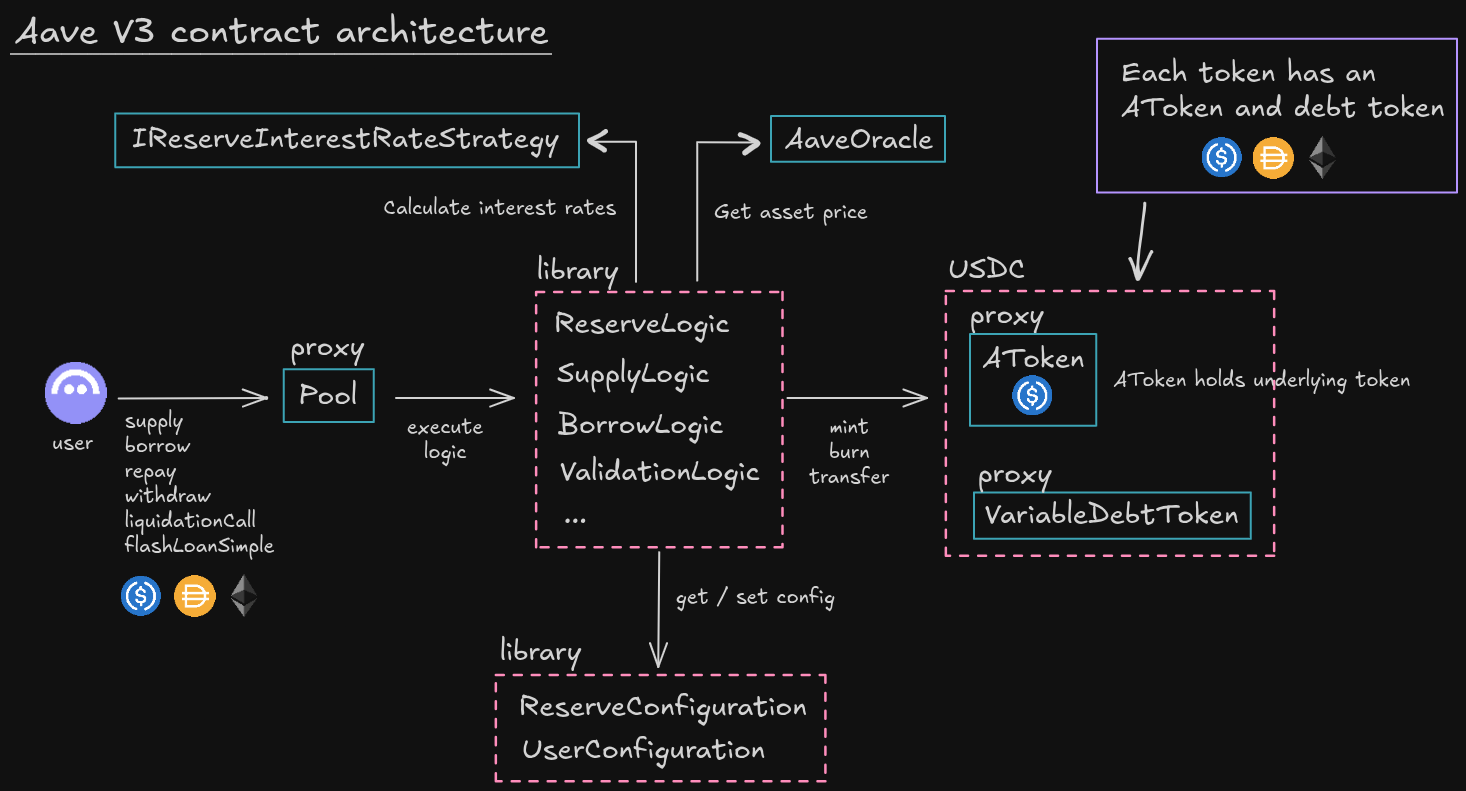 Aave V3 contract architecture
Each token has an
AToken and debt token
IReserveInterestRateStrategy
AaveOracle
Calculate interest rates
Get asset price
library
ReserveLogic
SupplyLogic
BorrowLogic
ValidationLogic
...
USDC
proxy
AToken
AToken holds underlying token
proxy
VariableDebtToken
proxy
Pool
user
supply
borrow
repay
withdraw
liquidationCall
flashLoanSimple
execute
logic
mint
burn
transfer
get / set config
library
ReserveConfiguration
UserConfiguration